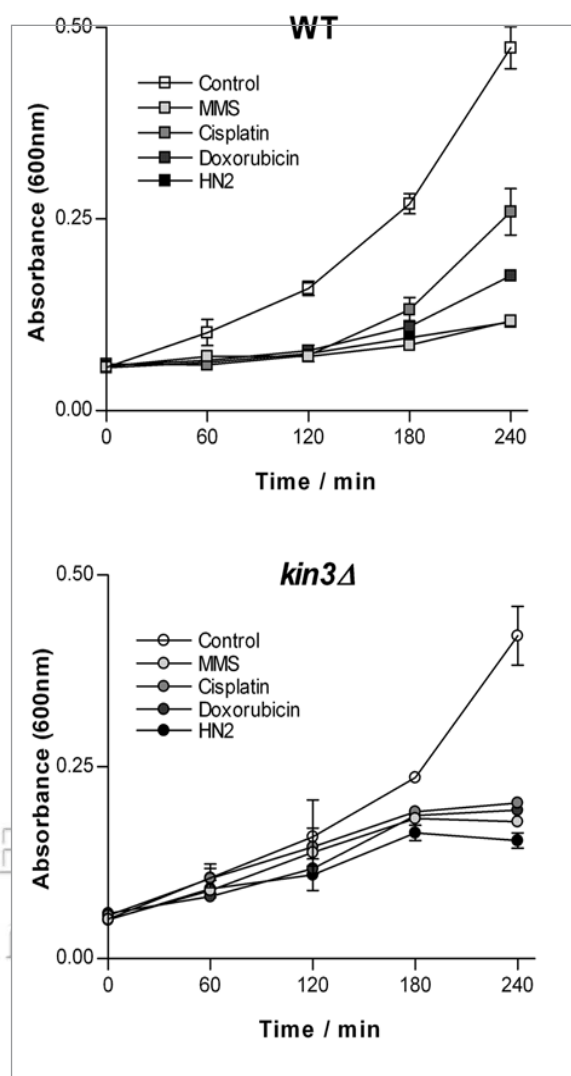 WT
0.50
Control
MMS
Cisplatin
Doxorubicin
HN2
0.25
0.00
Absorbance (600nm)
0 60 120 180 240
Time / min
kin3Δ
0.50
Control
MMS
Cisplatin
Doxorubicin
HN2
0.25
0.00
Absorbance (600nm)
0 60 120 180 240
Time / min